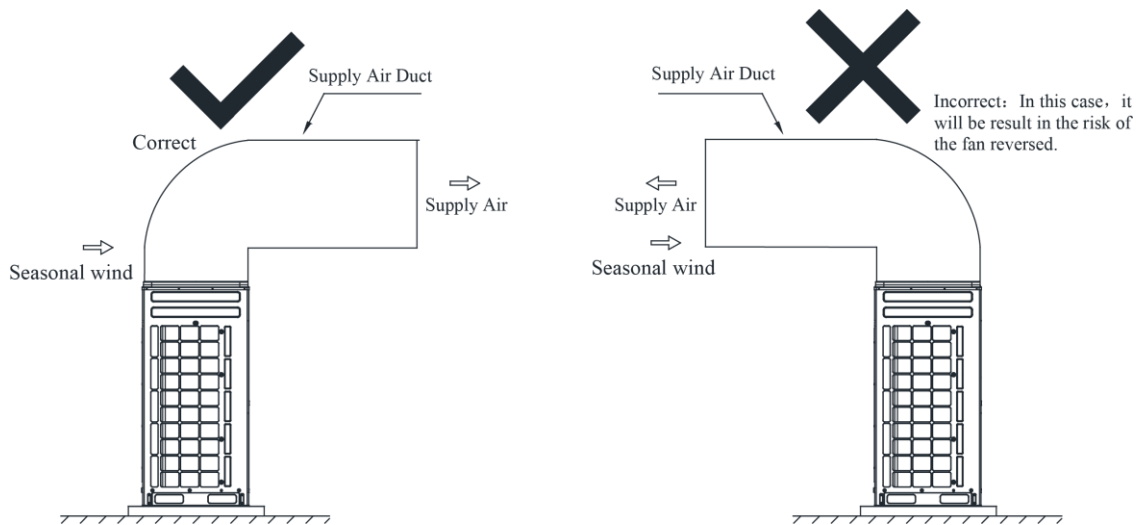 Supply Air Duct
Correct
Supply Air
Seasonal wind
Supply Air Duct
Incorrect：In this case，it
will be result in the risk of
the fan reversed.
Supply Air
Seasonal wind